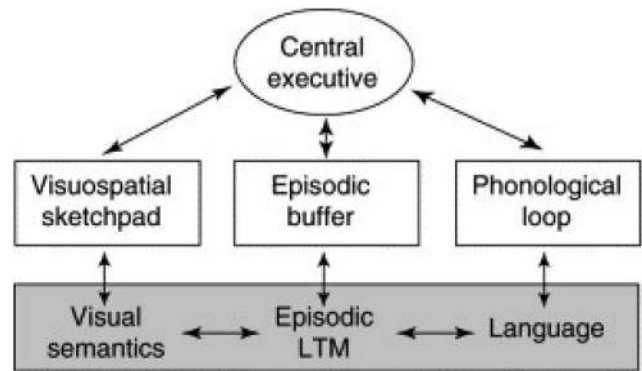 Central
executive
Visuospatial
sketchpad
Episodic
buffer
Phonological
loop
Visual
semantics
Episodic
LTM
Language